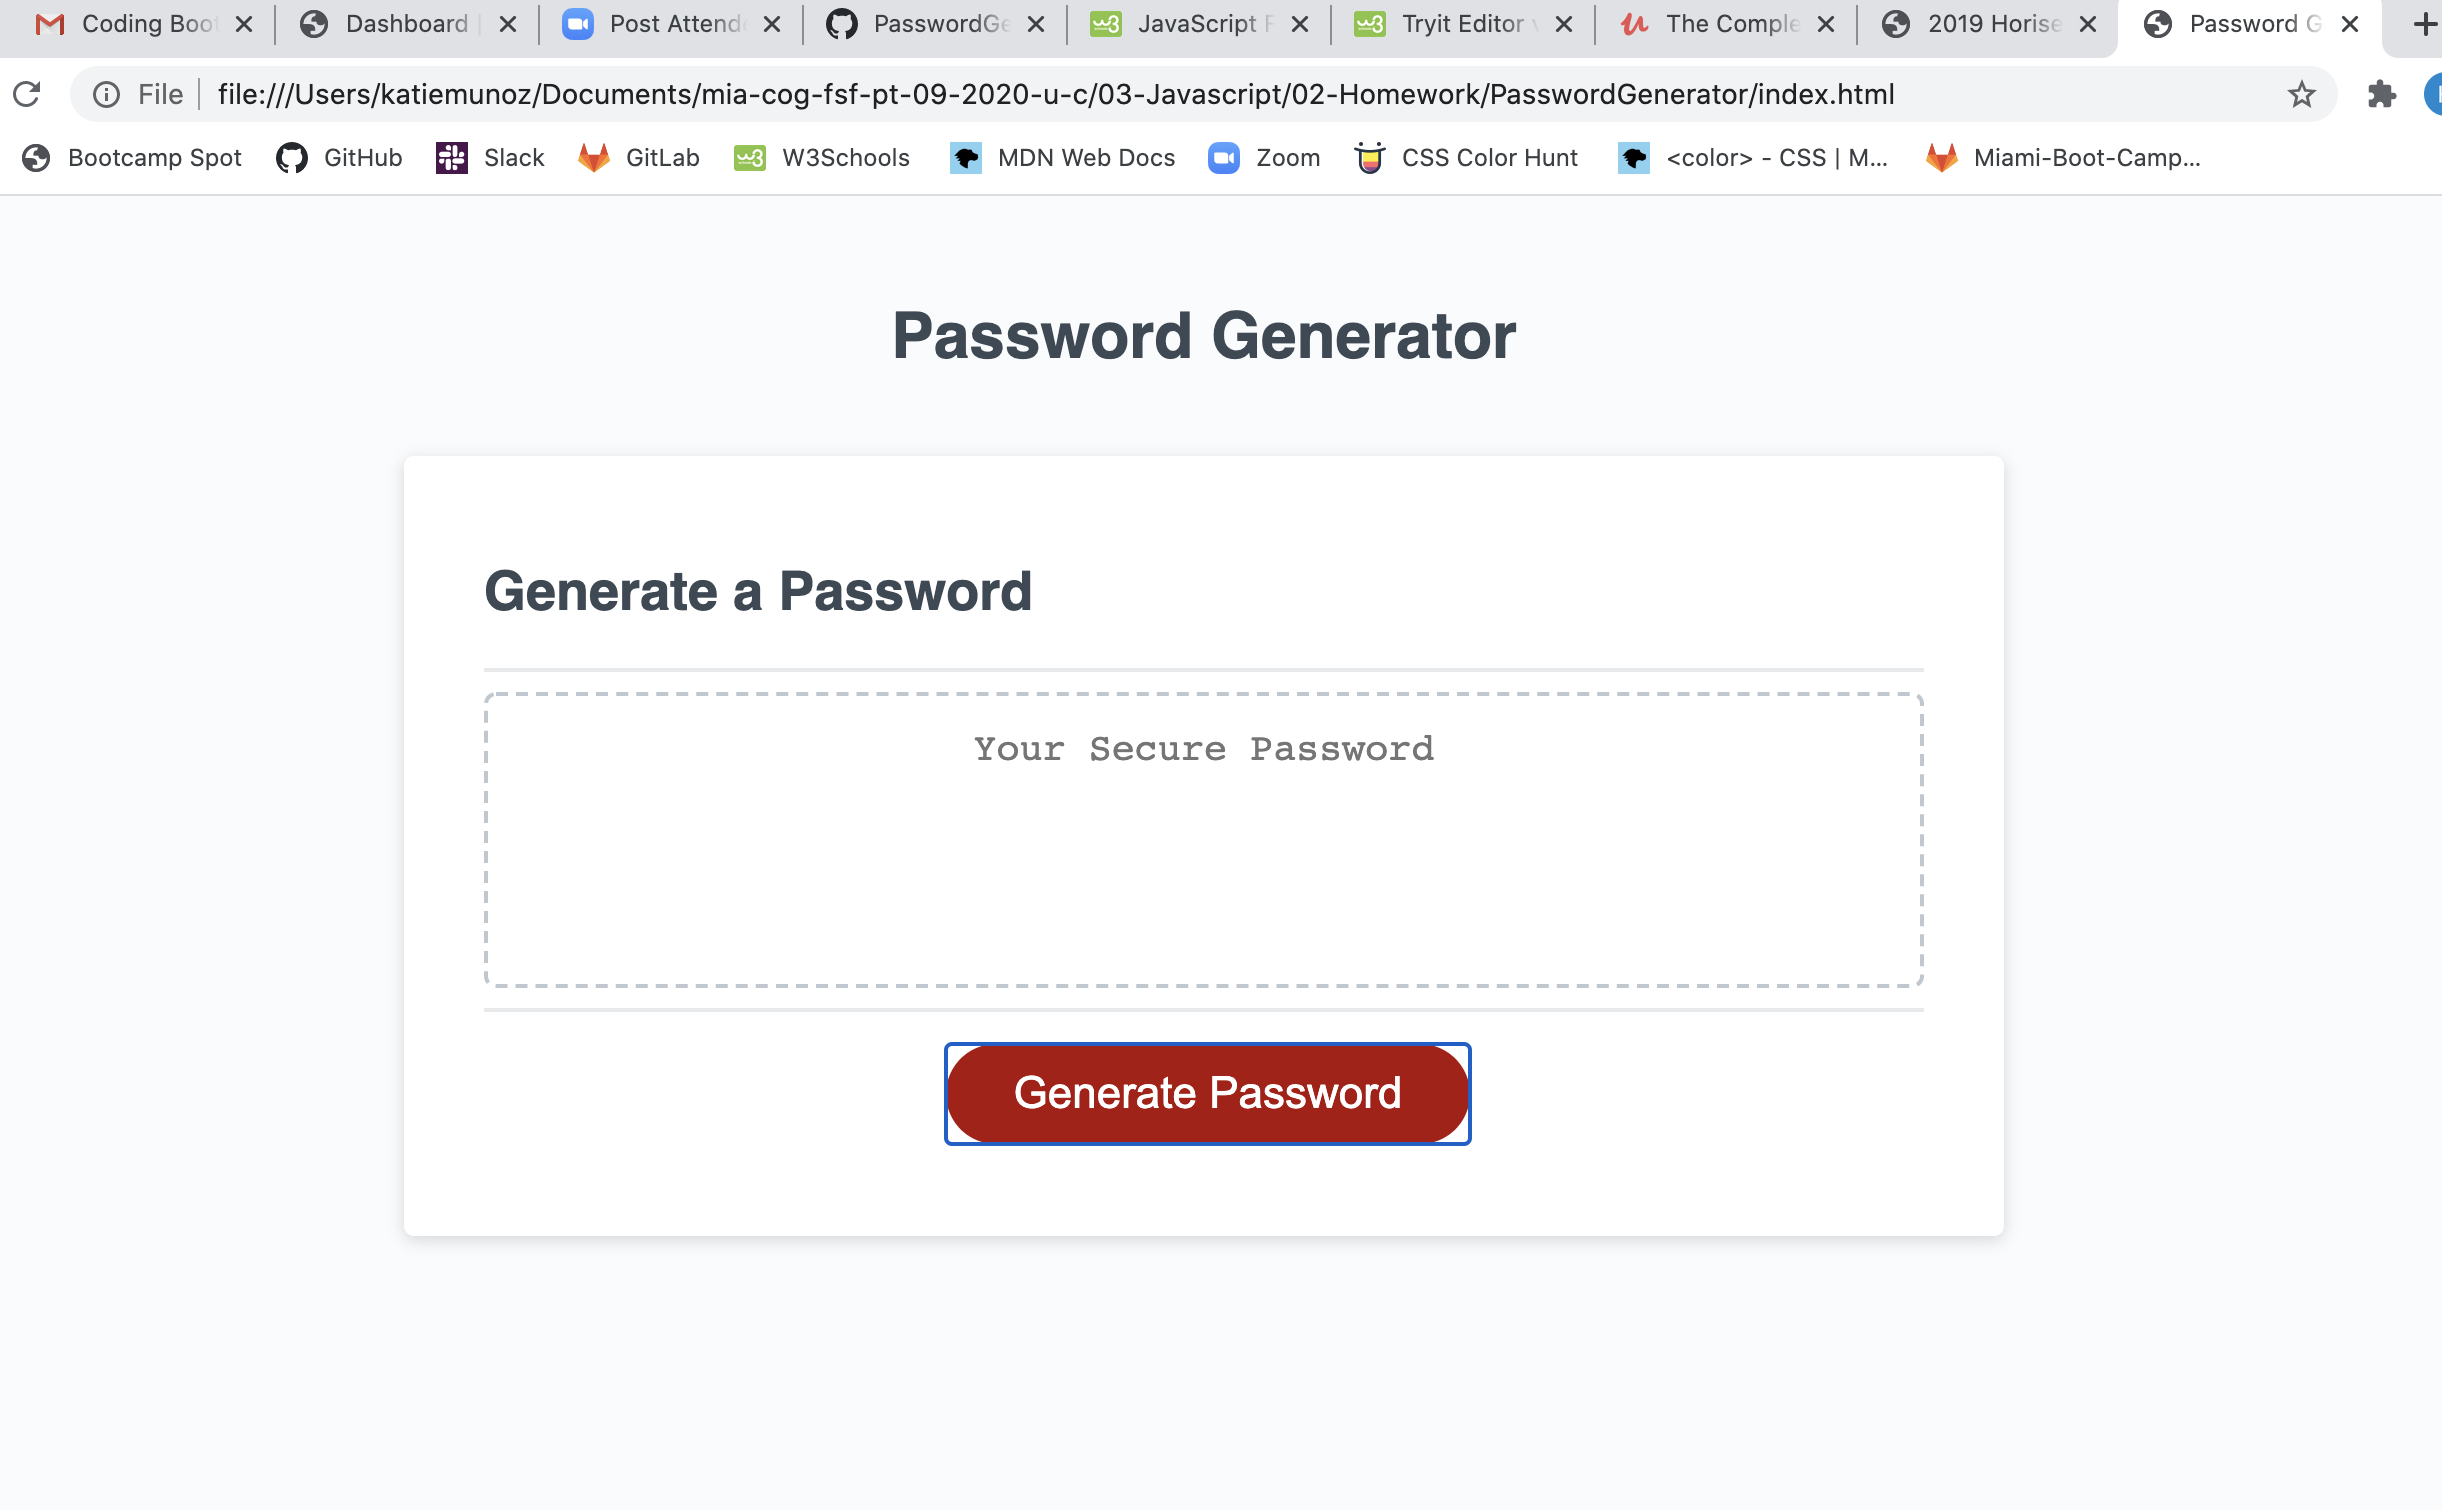 Coding Boot
Dashboard
Post Attend
PasswordGe
JavaScript F
Tryit Editor v
The Comple
2019 Horise
Password G
File file:///Users/katiemunoz/Documents/mia-cog-fsf-pt-09-2020-u-c/03-Javascript/02-Homework/PasswordGenerator/index.html
Bootcamp Spot GitHub Slack GitLab W3Schools MDN Web Docs Zoom CSS Color Hunt <color> - CSS | M... Miami-Boot-Camp...
Password Generator
Generate a Password
Your Secure Password
Generate Password